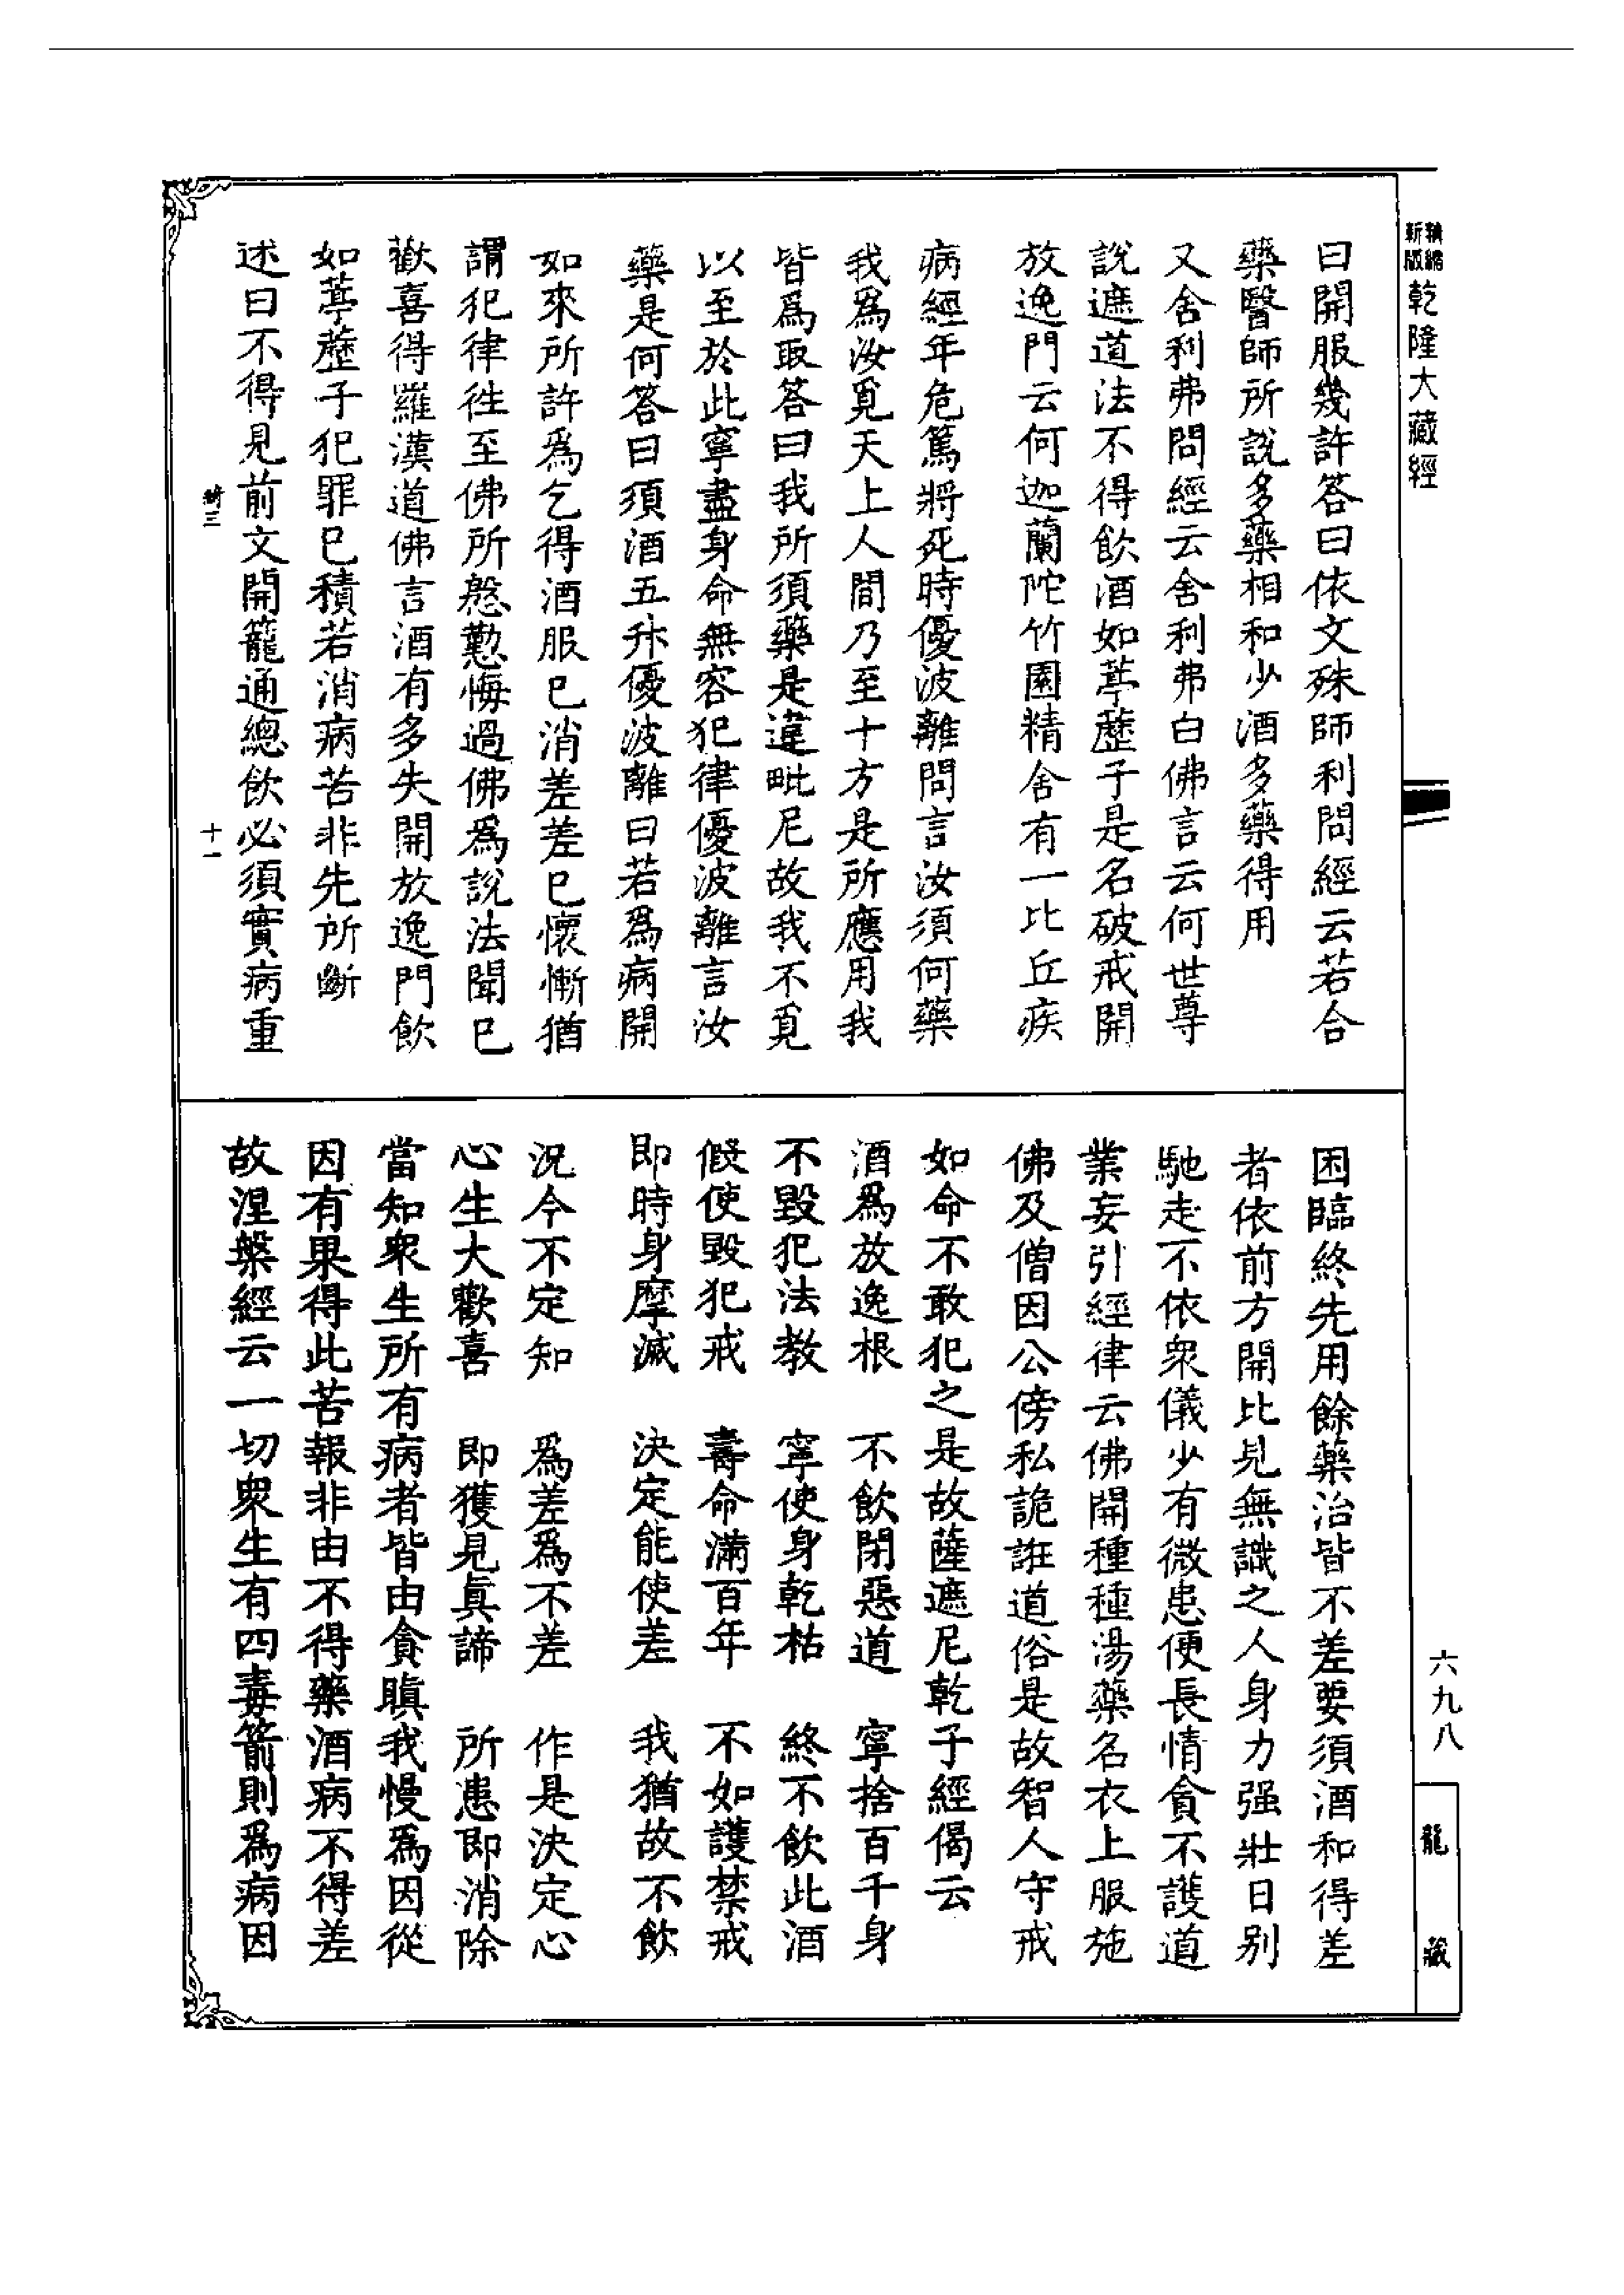 新編
縮版
乾隆大藏經
曰開服幾許答曰依文殊師利問經云若合
藥醫師所說多藥相和少酒多藥得用
又舍利弗問經云舍利弗白佛言云何世尊
說遮道法不得飲酒如葶藶子是名破戒開
放逸門云何迦蘭陀竹園精舍有一比丘疾
病經年危篤將死時優波離問言汝須何藥
我爲汝覓天上人間乃至十方是所應用我
皆爲取答曰我所須藥是違毗尼故我不覓
以至於此寧盡身命無容犯律優波離言汝
藥是何答曰須酒五升優波離曰若爲病開
如來所許爲乞得酒服已消差差已懷慚猶
謂犯律往至佛所慇懃悔過佛爲說法聞已
歡喜得羅漢道佛言酒有多失開放逸門飲
如葶藶子犯罪已積若消病苦非先所斷
述曰不得見前文開籠通總飲必須實病重
十一
困臨終先用餘藥治皆不差要須酒和得差
者依前方開比見無識之人身力强壯日别
馳走不依衆儀少有微患便長情貪不護道
業妄引經律云佛開種種湯藥名衣上服施
佛及僧因公傍私詭誑道俗是故智人守戒
如命不敢犯之是故薩遮尼乾子經偈云
酒爲放逸根　不飲閉惡道　寧捨百千身
不毀犯法教　寧使身乾枯　終不飲此酒
假使毀犯戒　壽命滿百年　不如護禁戒
即時身摩滅　決定能使差　我猶故不飲
況今不定知　爲差爲不差　作是決定心
心生大歡喜　即獲見真諦　所患即消除
當知衆生所有病者皆由貪瞋我慢爲因從
因有果得此苦報非由不得藥酒病不得差
故涅槃經云一切衆生有四毒箭則爲病因
六九八
龍藏